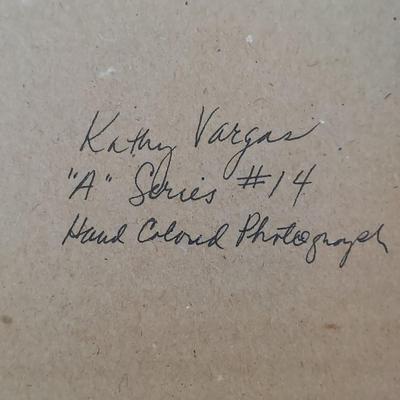 Kathy Vargas
"A" Series #14
Hand Colored Photograph